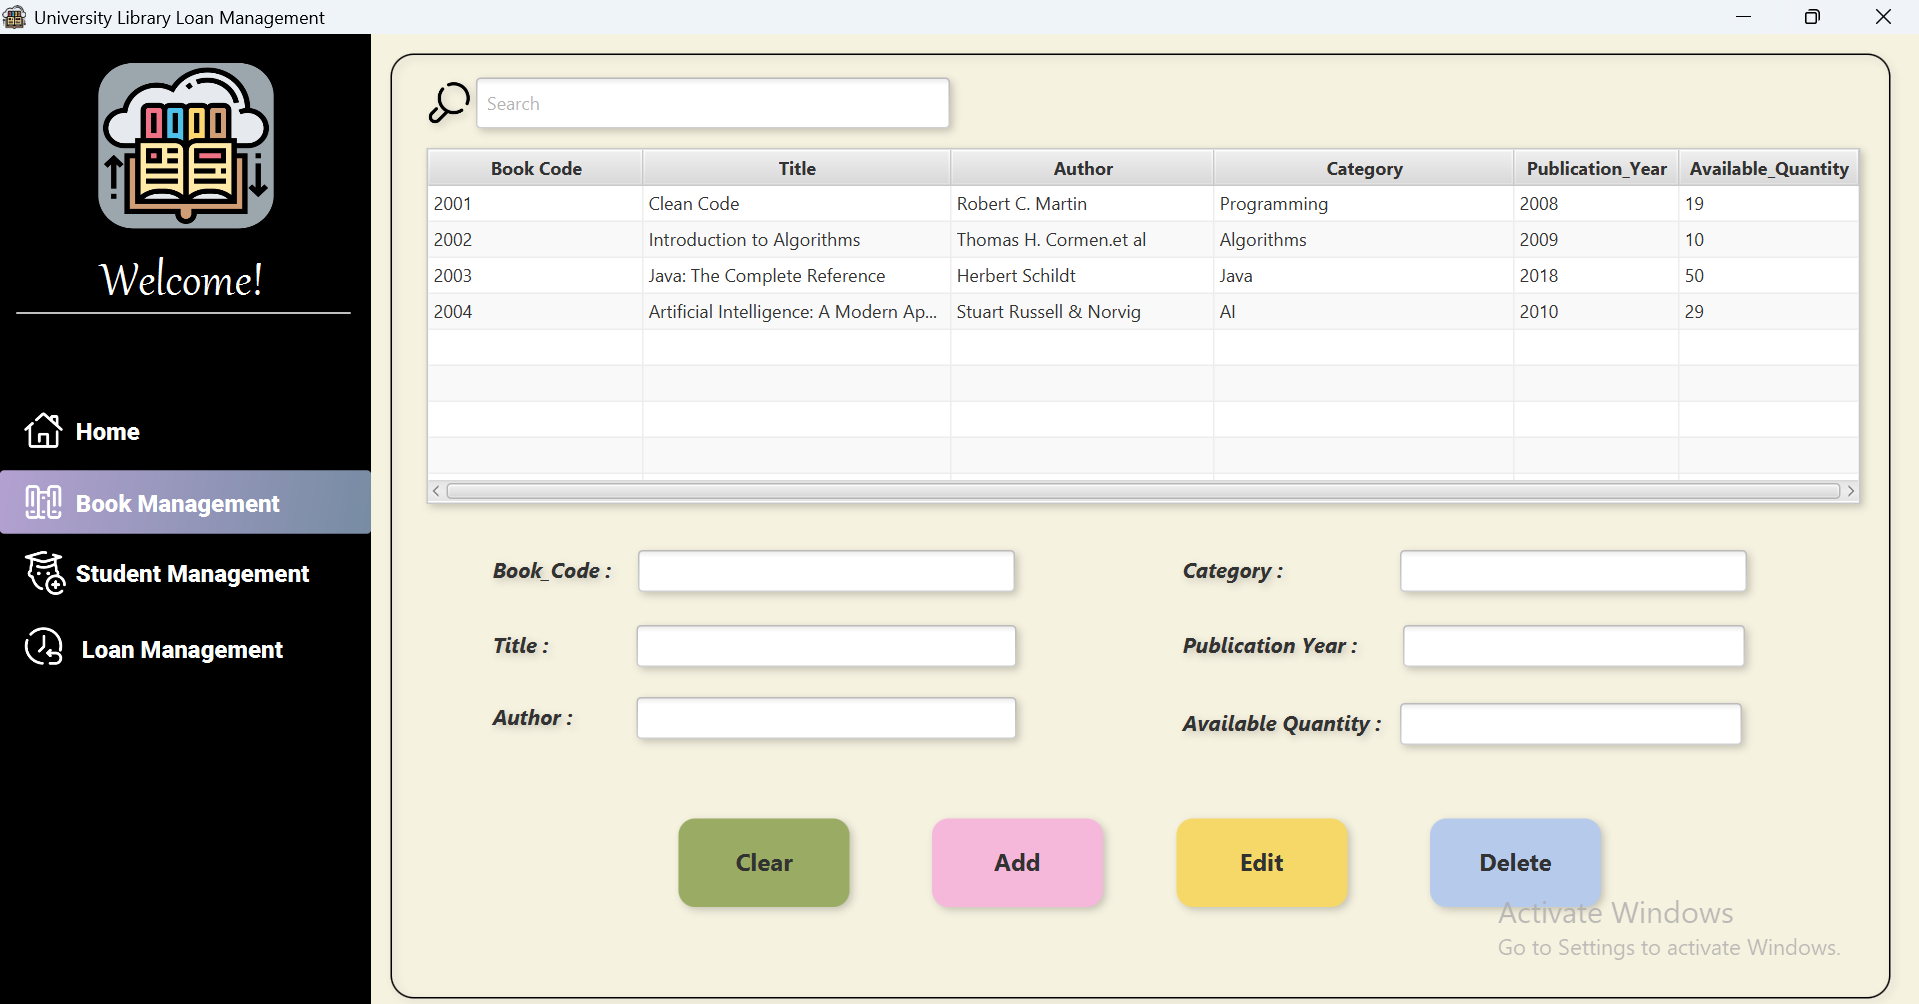 University Library Loan Management
Welcome!
Home
Book Management
Student Management
Loan Management
Search
Book Code Title Author Category Publication_Year Available_Quantity
2001 Clean Code Robert C. Martin Programming 2008 19
2002 Introduction to Algorithms Thomas H. Cormen.et al Algorithms 2009 10
2003 Java: The Complete Reference Herbert Schildt Java 2018 50
2004 Artificial Intelligence: A Modern Ap... Stuart Russell & Norvig AI 2010 29
Book_Code : Category :
Title : Publication Year :
Author : Available Quantity :
Clear Add Edit Delete
Activate Windows
Go to Settings to activate Windows.